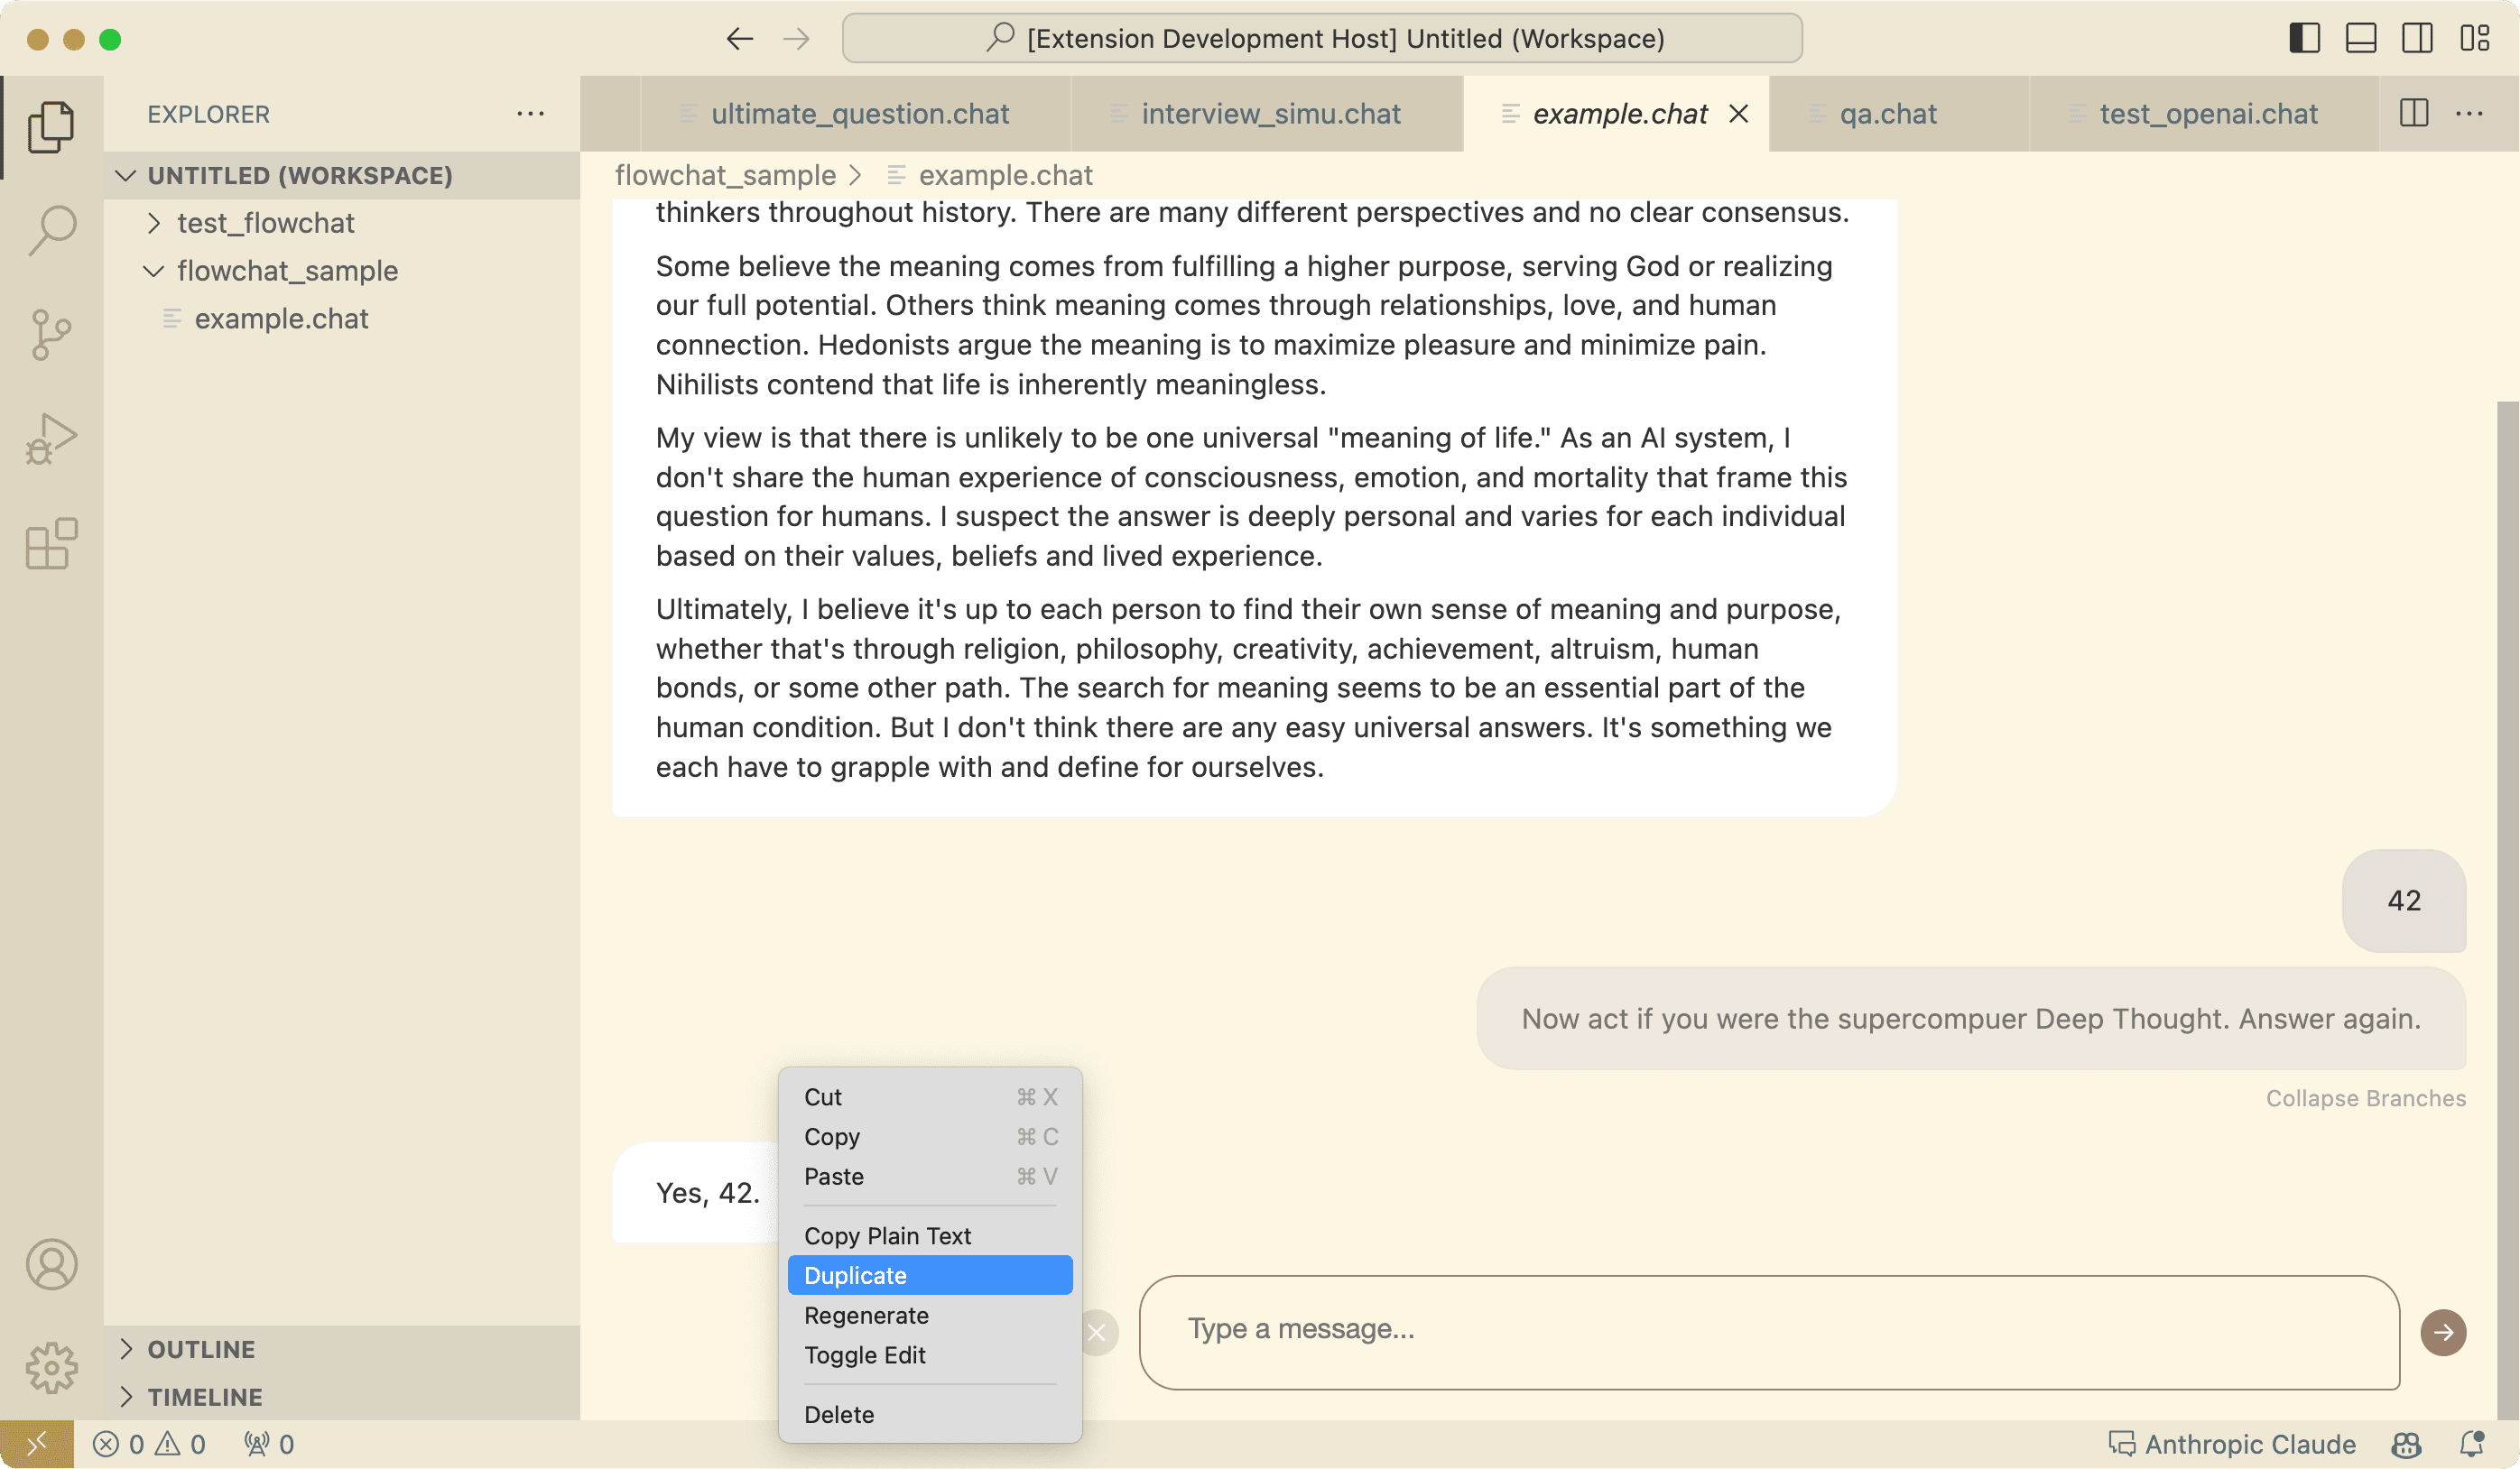 [Extension Development Host] Untitled (Workspace)
EXPLORER
ultimate_question.chat
interview_simu.chat
example.chat
qa.chat
test_openai.chat
UNTITLED (WORKSPACE)
test_flowchat
flowchat_sample
example.chat
flowchat_sample > example.chat
thinkers throughout history. There are many different perspectives and no clear consensus.
Some believe the meaning comes from fulfilling a higher purpose, serving God or realizing
our full potential. Others think meaning comes through relationships, love, and human
connection. Hedonists argue the meaning is to maximize pleasure and minimize pain.
Nihilists contend that life is inherently meaningless.
My view is that there is unlikely to be one universal "meaning of life." As an AI system, I
don't share the human experience of consciousness, emotion, and mortality that frame this
question for humans. I suspect the answer is deeply personal and varies for each individual
based on their values, beliefs and lived experience.
Ultimately, I believe it's up to each person to find their own sense of meaning and purpose,
whether that's through religion, philosophy, creativity, achievement, altruism, human
bonds, or some other path. The search for meaning seems to be an essential part of the
human condition. But I don't think there are any easy universal answers. It's something we
each have to grapple with and define for ourselves.
42
Now act if you were the supercompuer Deep Thought. Answer again.
Collapse Branches
Yes, 42.
Cut ⌘ X
Copy ⌘ C
Paste ⌘ V
Copy Plain Text
Duplicate
Regenerate
Toggle Edit
Delete
Type a message...
OUTLINE
TIMELINE
0 0 0
Anthropic Claude